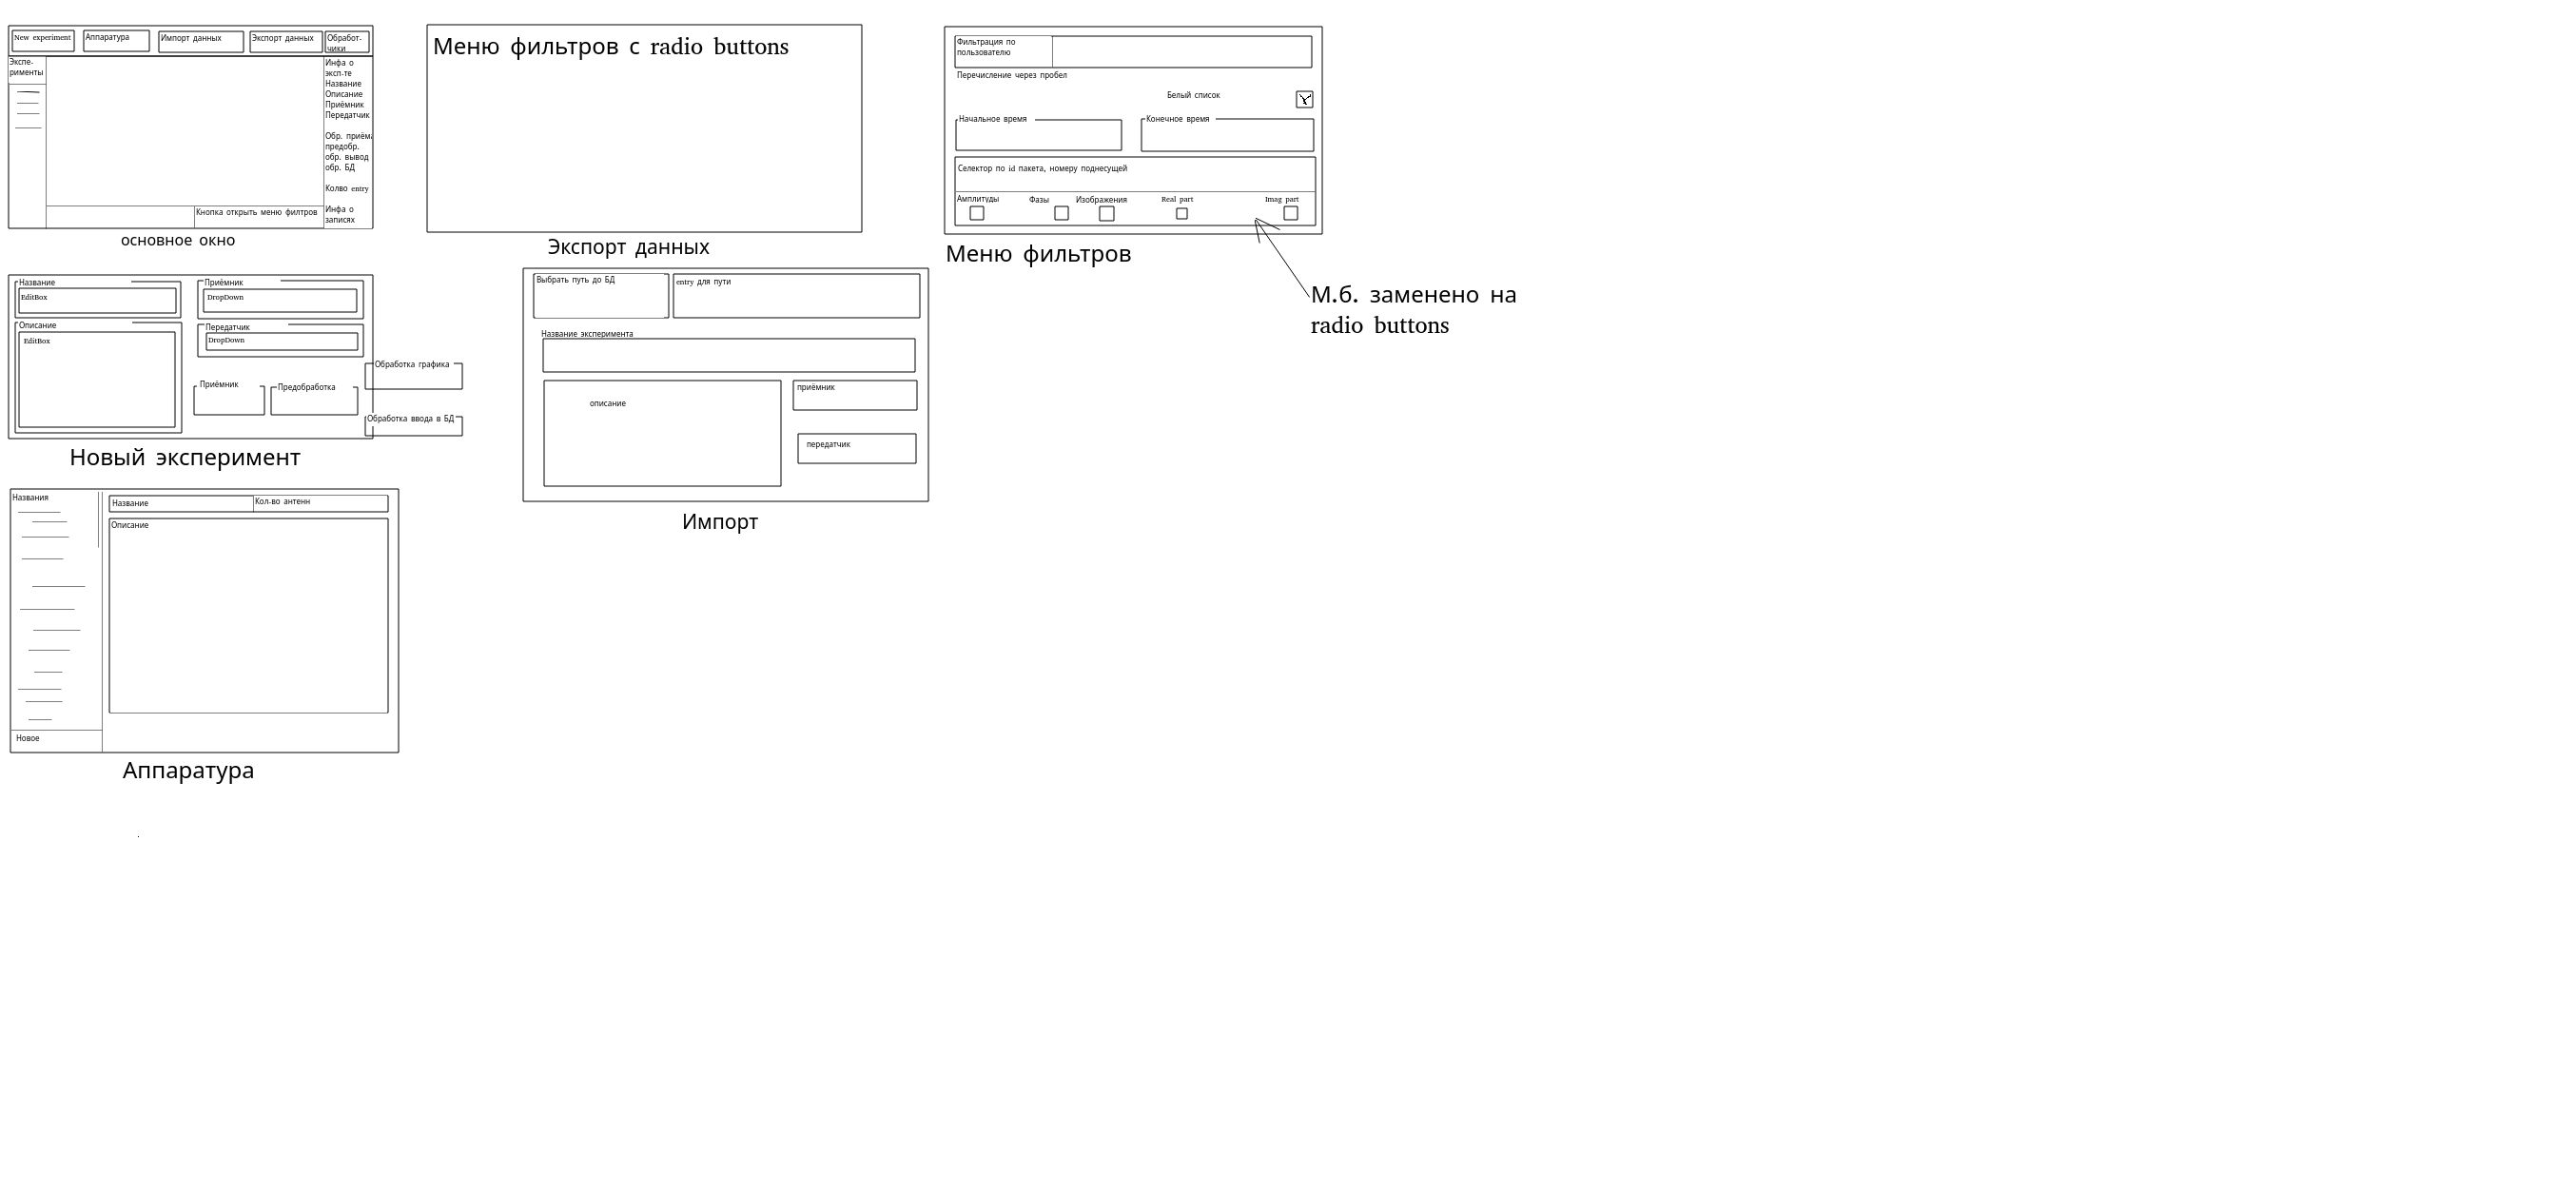 New experiment
Аппаратура
Импорт данных
Экспорт данных
Обработ-
чики
Экспе-
рименты
Инфа о
эксп-те
Название
Описание
Приёмник
Передатчик
Обр. приёма
предобр.
обр. вывод
обр. БД
Колво entry
Инфа о
записях
Кнопка открыть меню филтров
основное окно
Меню фильтров с radio buttons
Экспорт данных
Фильтрация по
пользователю
Перечисление через пробел
Белый список
Начальное время
Конечное время
Селектор по id пакета, номеру поднесущей
Амплитуды
Фазы
Изображения
Real part
Imag part
Меню фильтров
М.б. заменено на
radio buttons
Название
EditBox
Описание
EditBox
Приёмник
DropDown
Передатчик
DropDown
Приёмник
Предобработка
Обработка графика
Обработка ввода в БД
Новый эксперимент
Выбрать путь до БД
entry для пути
Название эксперимента
описание
приёмник
передатчик
Импорт
Названия
Название
Кол-во антенн
Описание
Новое
Аппаратура